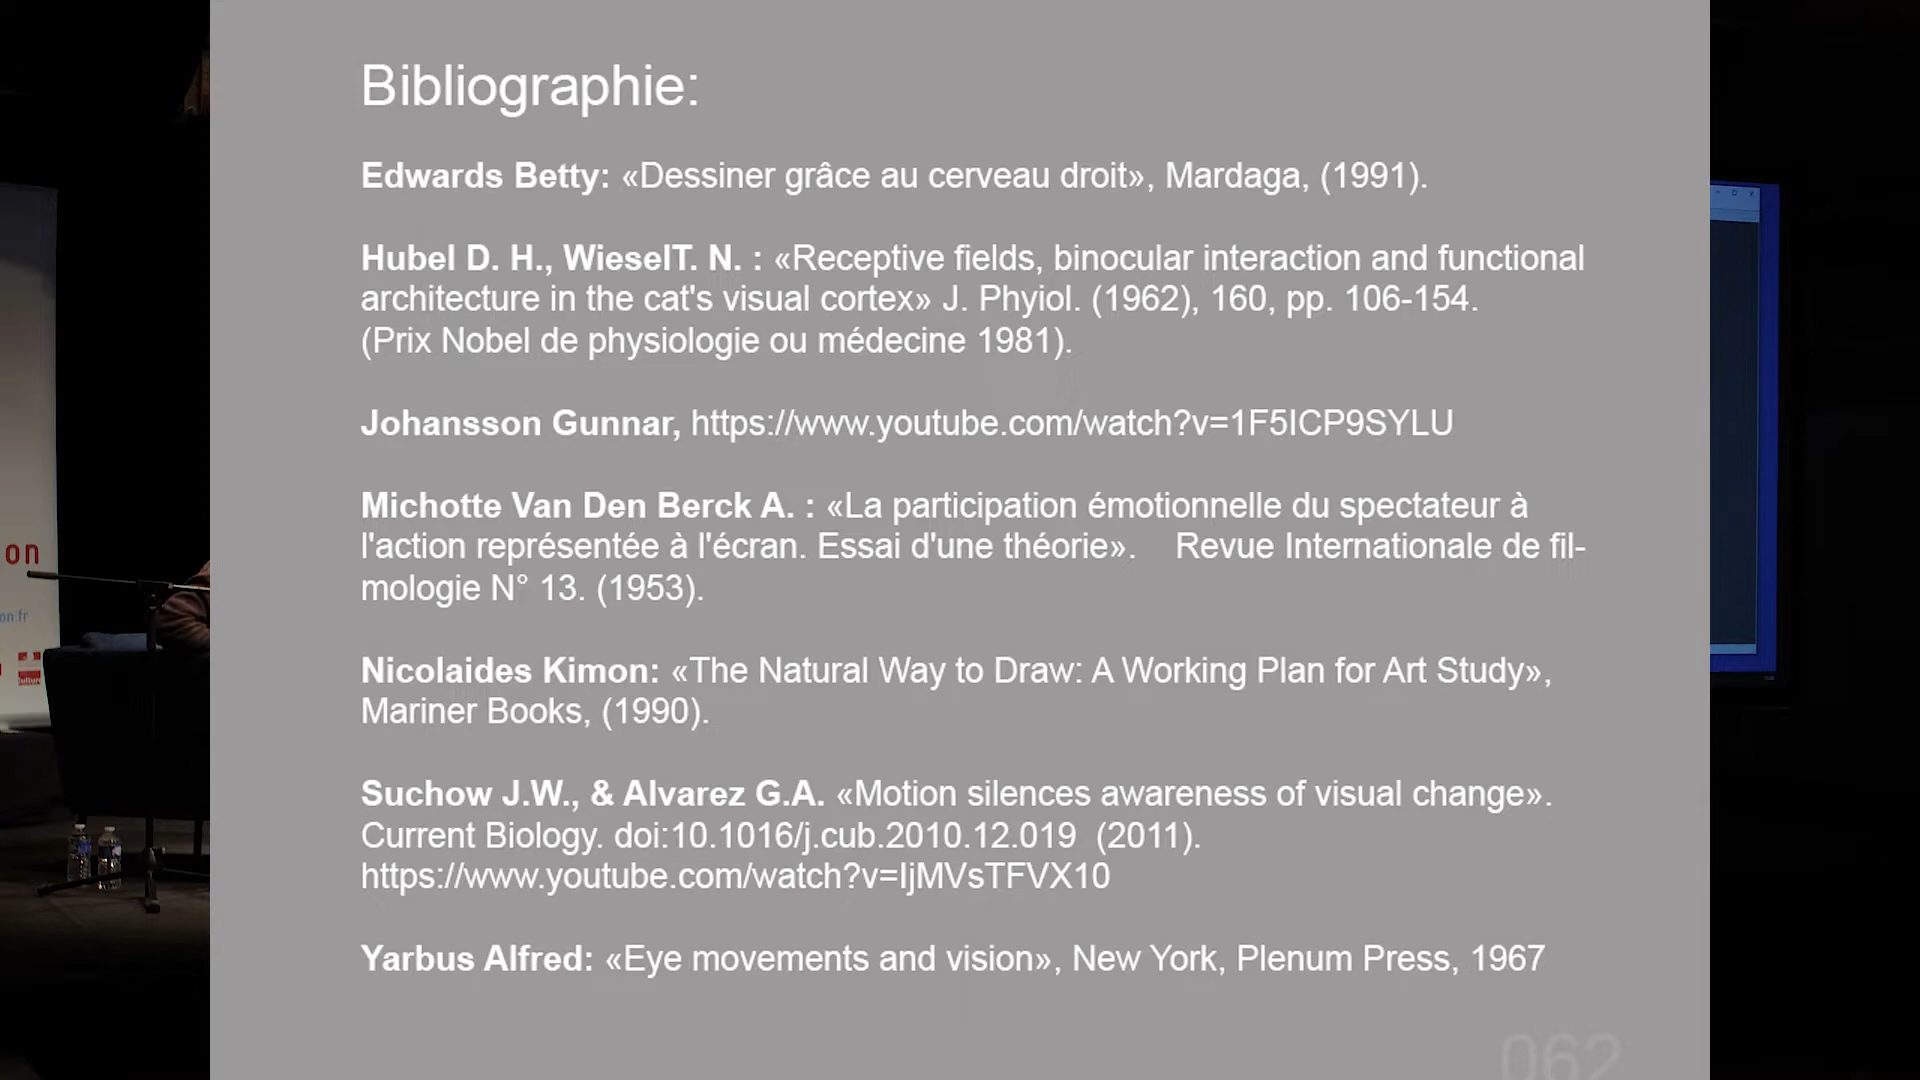 Bibliographie:
Edwards Betty: «Dessiner grâce au cerveau droit», Mardaga, (1991).
Hubel D. H., WieselT. N. : «Receptive fields, binocular interaction and functional
architecture in the cat's visual cortex» J. Phyiol. (1962), 160, pp. 106-154.
(Prix Nobel de physiologie ou médecine 1981).
Johansson Gunnar, https://www.youtube.com/watch?v=1F5ICP9SYLU
Michotte Van Den Berck A. : «La participation émotionnelle du spectateur à
l'action représentée à l'écran. Essai d'une théorie». Revue Internationale de fil-
mologie N° 13. (1953).
Nicolaides Kimon: «The Natural Way to Draw: A Working Plan for Art Study»,
Mariner Books, (1990).
Suchow J.W., & Alvarez G.A. «Motion silences awareness of visual change».
Current Biology. doi:10.1016/j.cub.2010.12.019 (2011).
https://www.youtube.com/watch?v=IjMVsTFVX10
Yarbus Alfred: «Eye movements and vision», New York, Plenum Press, 1967
062
on
on.fr